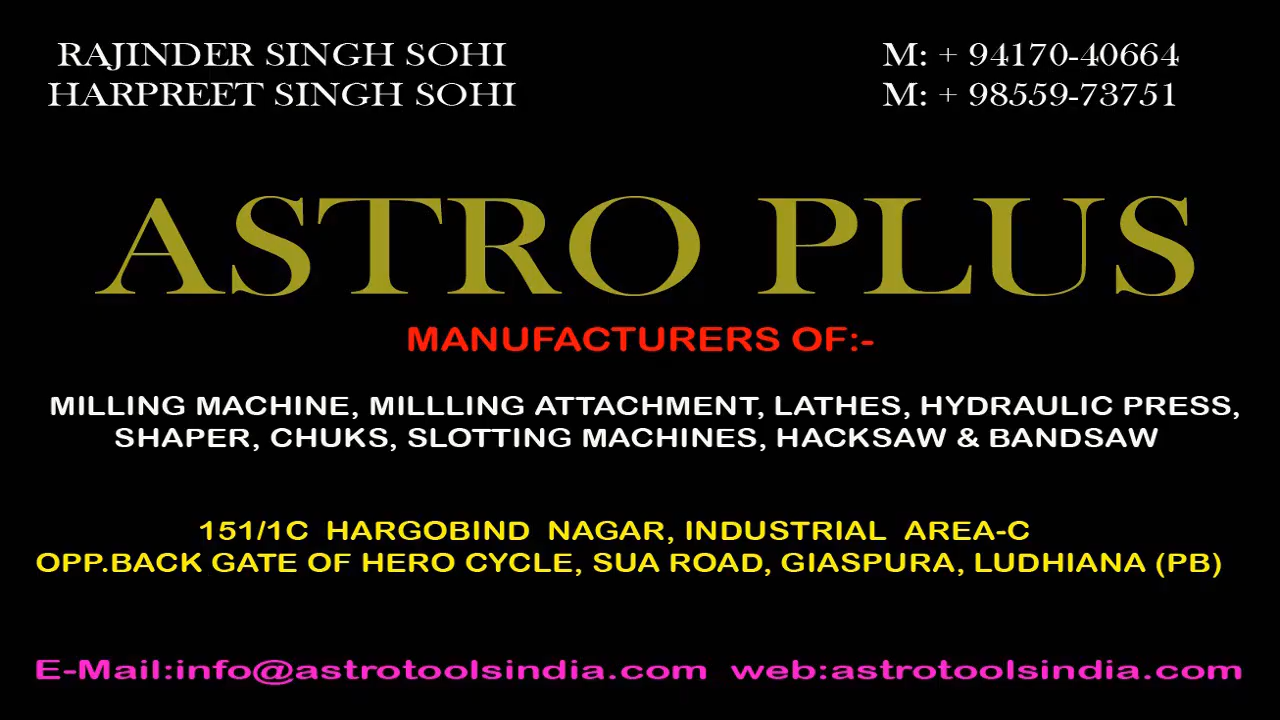 RAJINDER SINGH SOHI M: + 94170-40664
HARPREET SINGH SOHI M: + 98559-73751
ASTRO PLUS
MANUFACTURERS OF:-
MILLING MACHINE, MILLLING ATTACHMENT, LATHES, HYDRAULIC PRESS,
SHAPER, CHUKS, SLOTTING MACHINES, HACKSAW & BANDSAW
151/1C HARGOBIND NAGAR, INDUSTRIAL AREA-C
OPP.BACK GATE OF HERO CYCLE, SUA ROAD, GIASPURA, LUDHIANA (PB)
E-Mail:info@astrotoolsindia.com web:astrotoolsindia.com